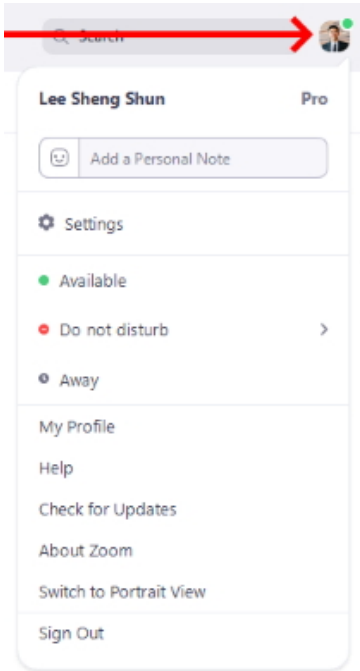 Search
Lee Sheng Shun Pro
Add a Personal Note
Settings
Available
Do not disturb
Away
My Profile
Help
Check for Updates
About Zoom
Switch to Portrait View
Sign Out